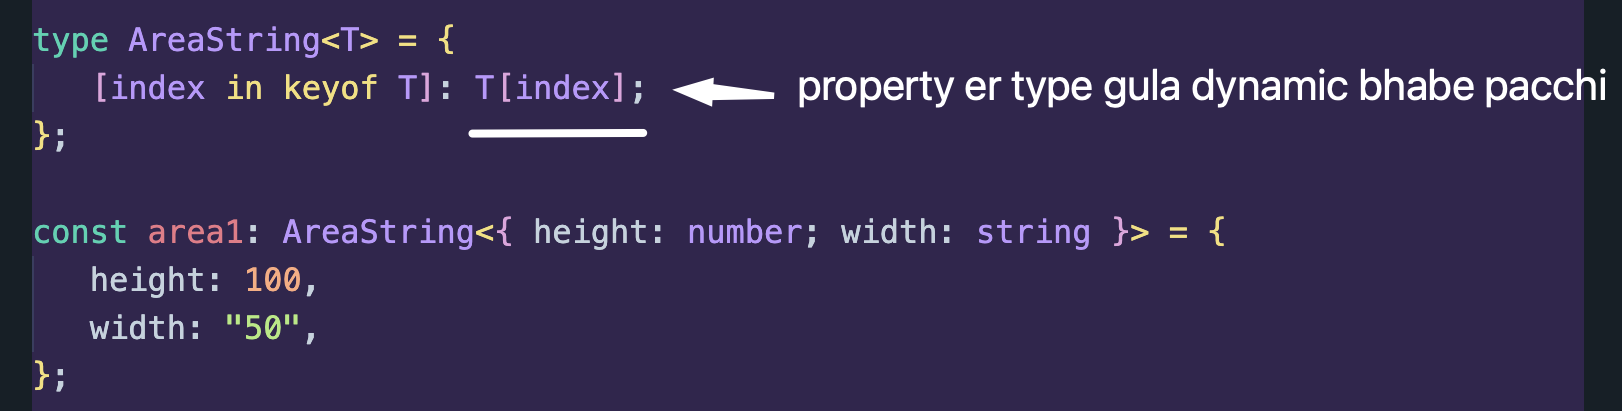 type AreaString<T> = {
[index in keyof T]: T[index]; property er type gula dynamic bhabe pacchi
};
const area1: AreaString<{ height: number; width: string }> = {
height: 100,
width: "50",
};